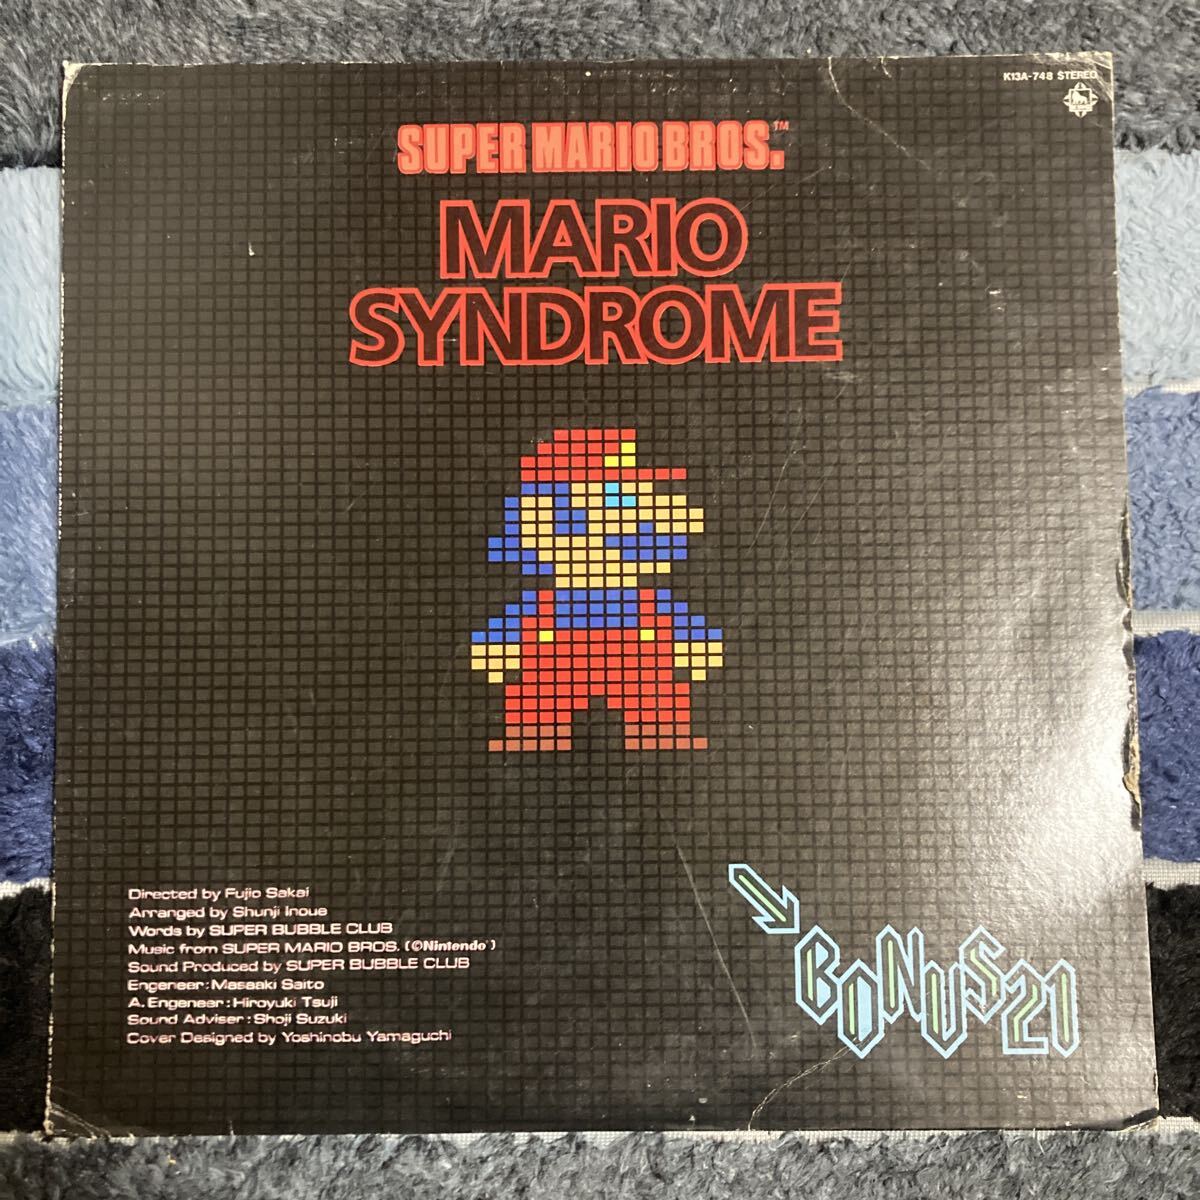 K13A-748 STEREO
SUPER MARIO BROS.™
MARIO
SYNDROME
Directed by Fujio Sakai
Arranged by Shunji Inoue
Words by SUPER BUBBLE CLUB
Music from SUPER MARIO BROS. (©Nintendo)
Sound Produced by SUPER BUBBLE CLUB
Engeneer: Masaaki Saito
A. Engeneer: Hiroyuki Tsuji
Sound Adviser: Shoji Suzuki
Cover Designed by Yoshinobu Yamaguchi
BONUS21